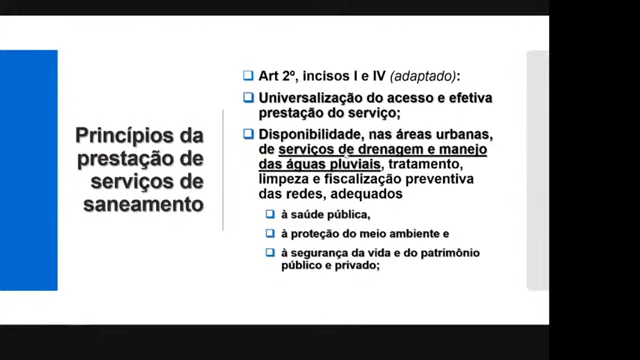 Princípios da
prestação de
serviços de
saneamento
Art 2º, incisos I e IV (adaptado):
Universalização do acesso e efetiva
prestação do serviço;
Disponibilidade, nas áreas urbanas,
de serviços de drenagem e manejo
das águas pluviais, tratamento,
limpeza e fiscalização preventiva
das redes, adequados
à saúde pública,
à proteção do meio ambiente e
à segurança da vida e do patrimônio
público e privado;